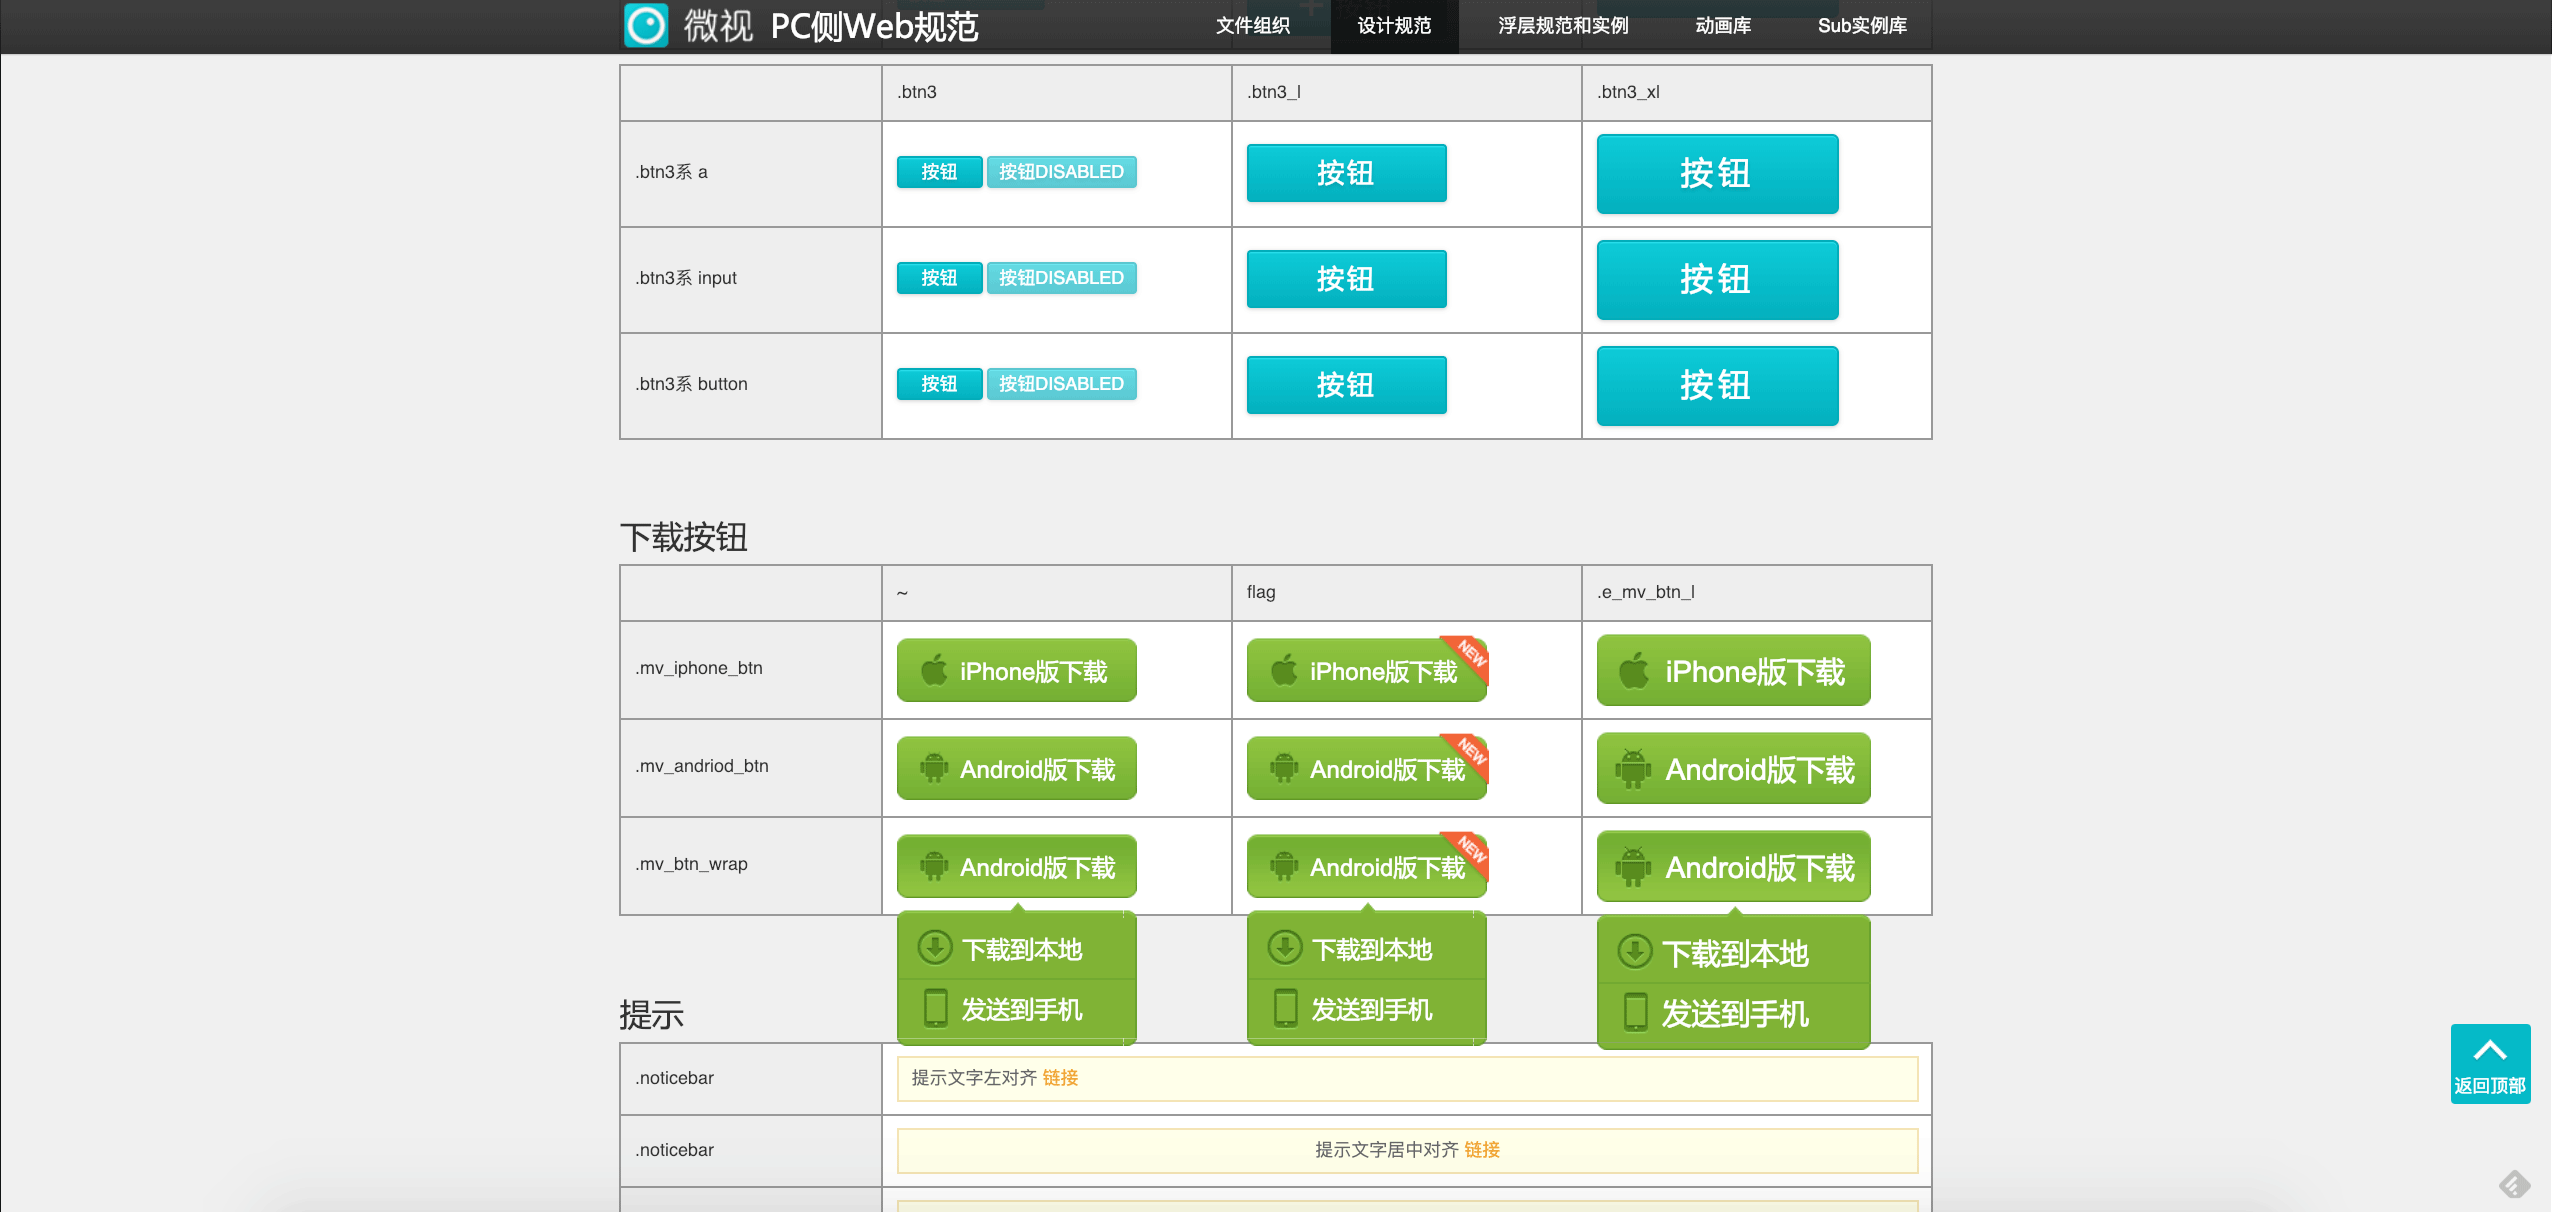 微视 PC侧Web规范 文件组织 设计规范 浮层规范和实例 动画库 Sub实例库
.btn3 .btn3_l .btn3_xl
.btn3系 a 按钮 按钮DISABLED 按钮 按钮
.btn3系 input 按钮 按钮DISABLED 按钮 按钮
.btn3系 button 按钮 按钮DISABLED 按钮 按钮
下载按钮
~ flag .e_mv_btn_l
.mv_iphone_btn iPhone版下载 iPhone版下载 NEW iPhone版下载
.mv_andriod_btn Android版下载 Android版下载 NEW Android版下载
.mv_btn_wrap Android版下载 Android版下载 NEW Android版下载
下载到本地 下载到本地 下载到本地
发送到手机 发送到手机 发送到手机
提示
.noticebar 提示文字左对齐 链接
.noticebar 提示文字居中对齐 链接
返回顶部